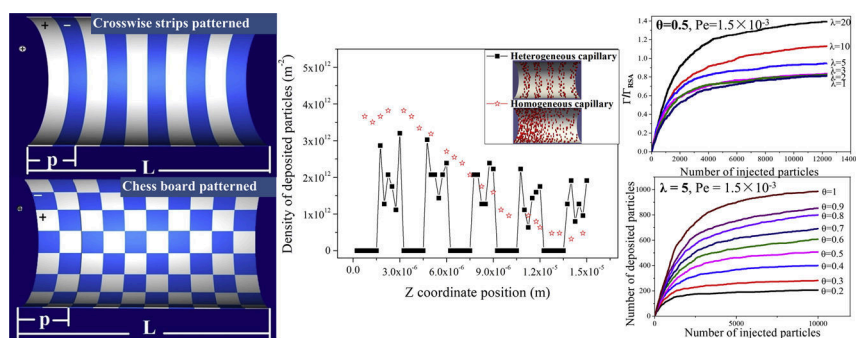 Crosswise strips patterned
+ −
p
L
Chess board patterned
−
+
p
L
Density of deposited particles (m⁻²)
5x10¹²
4x10¹²
3x10¹²
2x10¹²
1x10¹²
0
0.0 3.0x10⁻⁶ 6.0x10⁻⁶ 9.0x10⁻⁶ 1.2x10⁻⁵ 1.5x10⁻⁵
Z coordinate position (m)
Heterogeneous capillary
Homogeneous capillary
θ=0.5, Pe=1.5×10⁻³
Γ/Γ_RSA
1.4
1.2
1.0
0.8
0.6
0.4
0.2
0.0
λ=20
λ=10
λ=5
λ=3
λ=2
λ=1
0 2000 4000 6000 8000 10000 12000
Number of injected particles
λ = 5, Pe = 1.5×10⁻³
Number of deposited particles
1000
800
600
400
200
0
θ=1
θ=0.9
θ=0.8
θ=0.7
θ=0.6
θ=0.5
θ=0.4
θ=0.3
θ=0.2
0 5000 10000
Number of injected particles